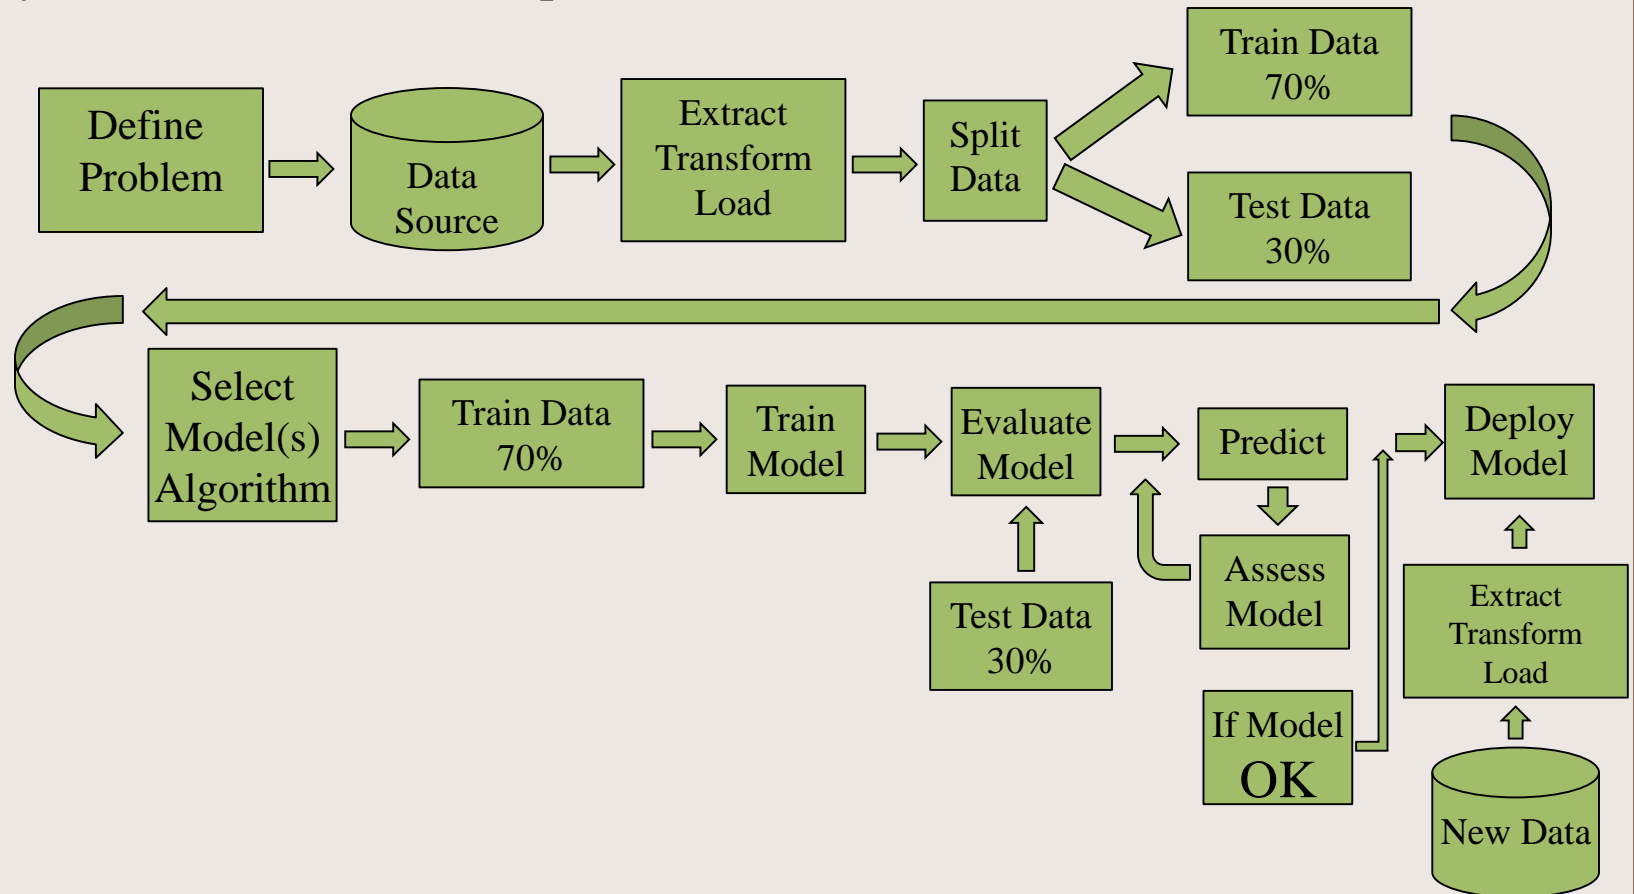 Define
Problem
Data
Source
Extract
Transform
Load
Split
Data
Train Data
70%
Test Data
30%
Select
Model(s)
Algorithm
Train Data
70%
Train
Model
Evaluate
Model
Test Data
30%
Predict
Assess
Model
If Model
OK
Deploy
Model
Extract
Transform
Load
New Data